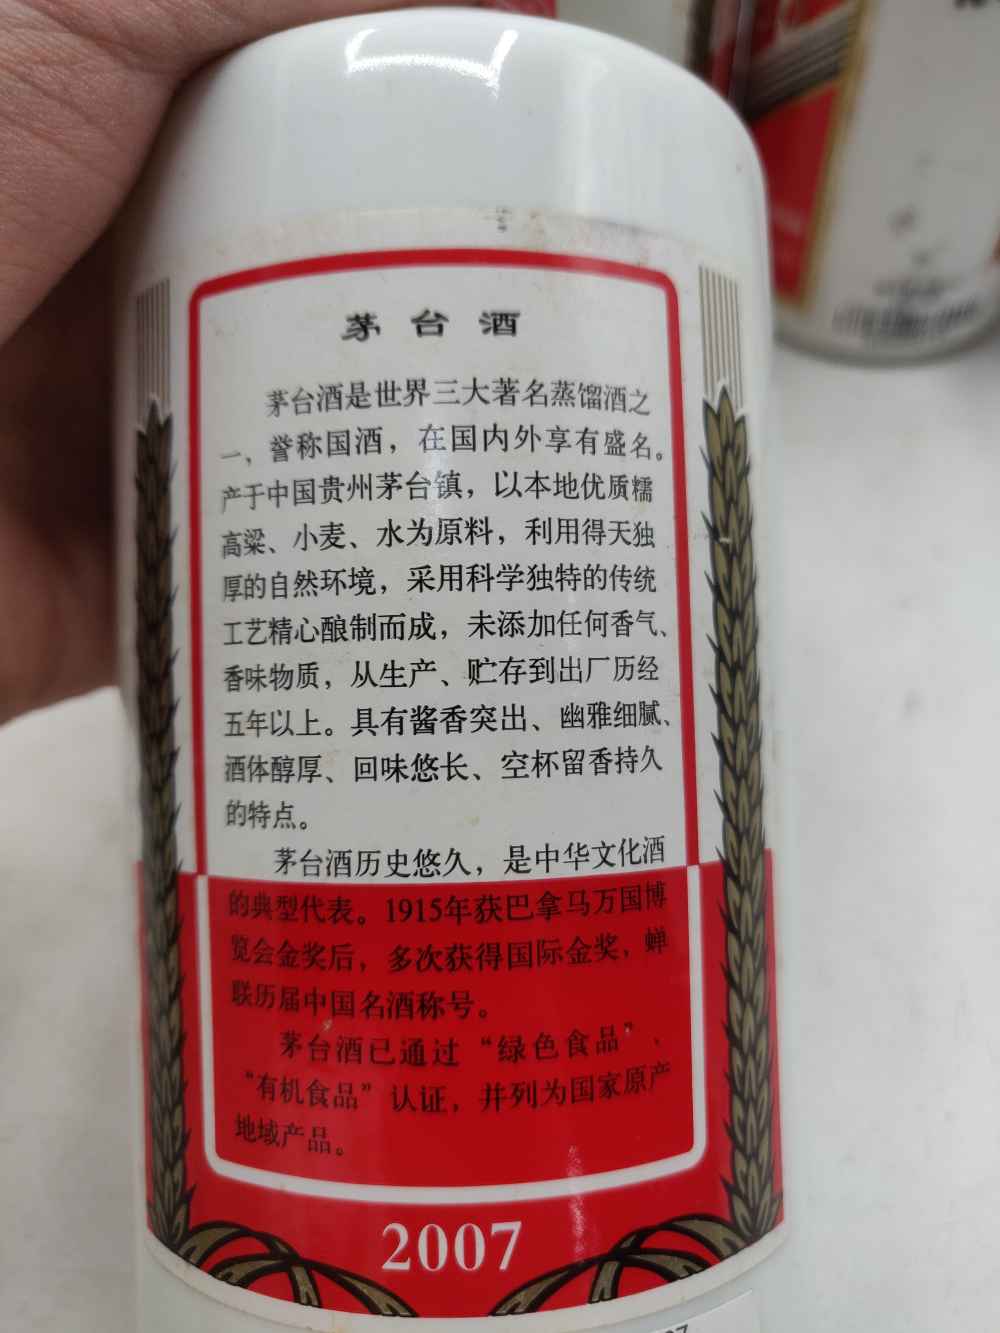 茅台酒
茅台酒是世界三大著名蒸馏酒之
一，誉称国酒，在国内外享有盛名。
产于中国贵州茅台镇，以本地优质糯
高粱、小麦、水为原料，利用得天独
厚的自然环境，采用科学独特的传统
工艺精心酿制而成，未添加任何香气、
香味物质，从生产、贮存到出厂历经
五年以上。具有酱香突出、幽雅细腻、
酒体醇厚、回味悠长、空杯留香持久
的特点。
茅台酒历史悠久，是中华文化酒
的典型代表。1915年获巴拿马万国博
览会金奖后，多次获得国际金奖，蝉
联历届中国名酒称号。
茅台酒已通过“绿色食品”、
“有机食品”认证，并列为国家原产
地域产品。
2007